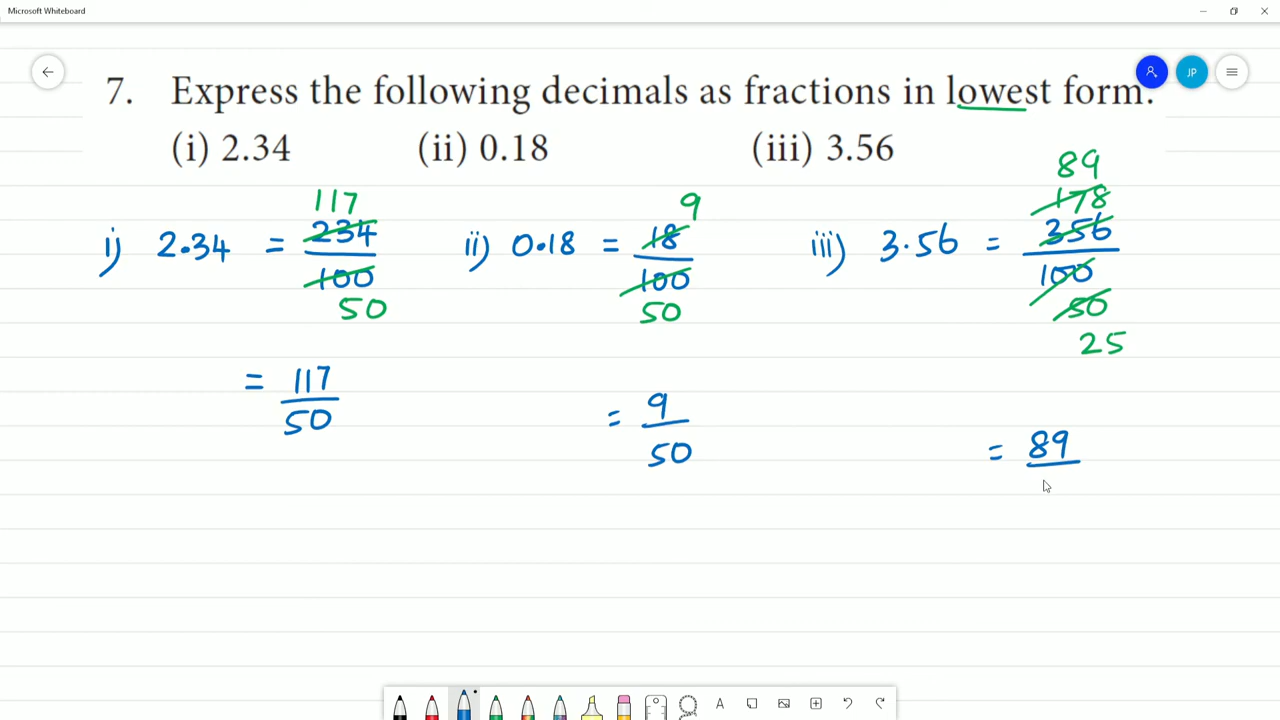 Microsoft Whiteboard
7. Express the following decimals as fractions in lowest form.
JP
(i) 2.34 (ii) 0.18 (iii) 3.56
i) 2.34 = 234/100 117 50
ii) 0.18 = 18/100 9 50
iii) 3.56 = 356/100 178 89 50 25
= 117/50
= 9/50
= 89
A